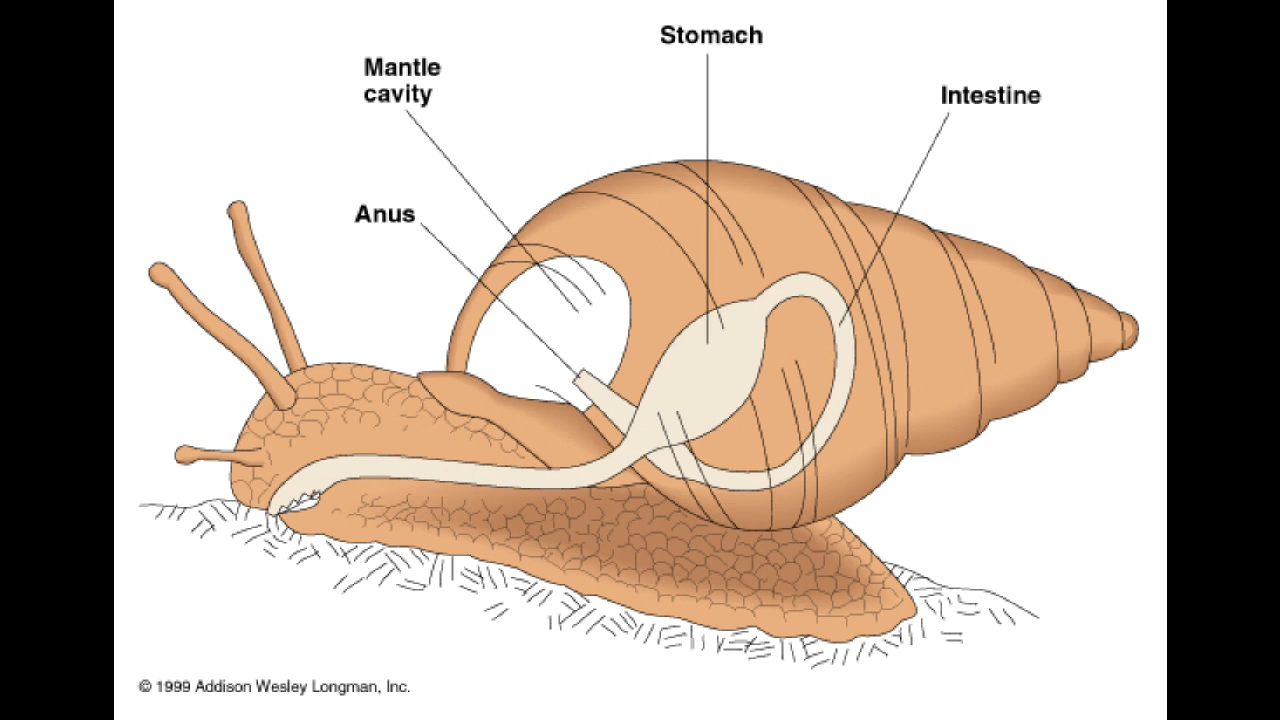 Stomach
Mantle
cavity
Intestine
Anus
© 1999 Addison Wesley Longman, Inc.